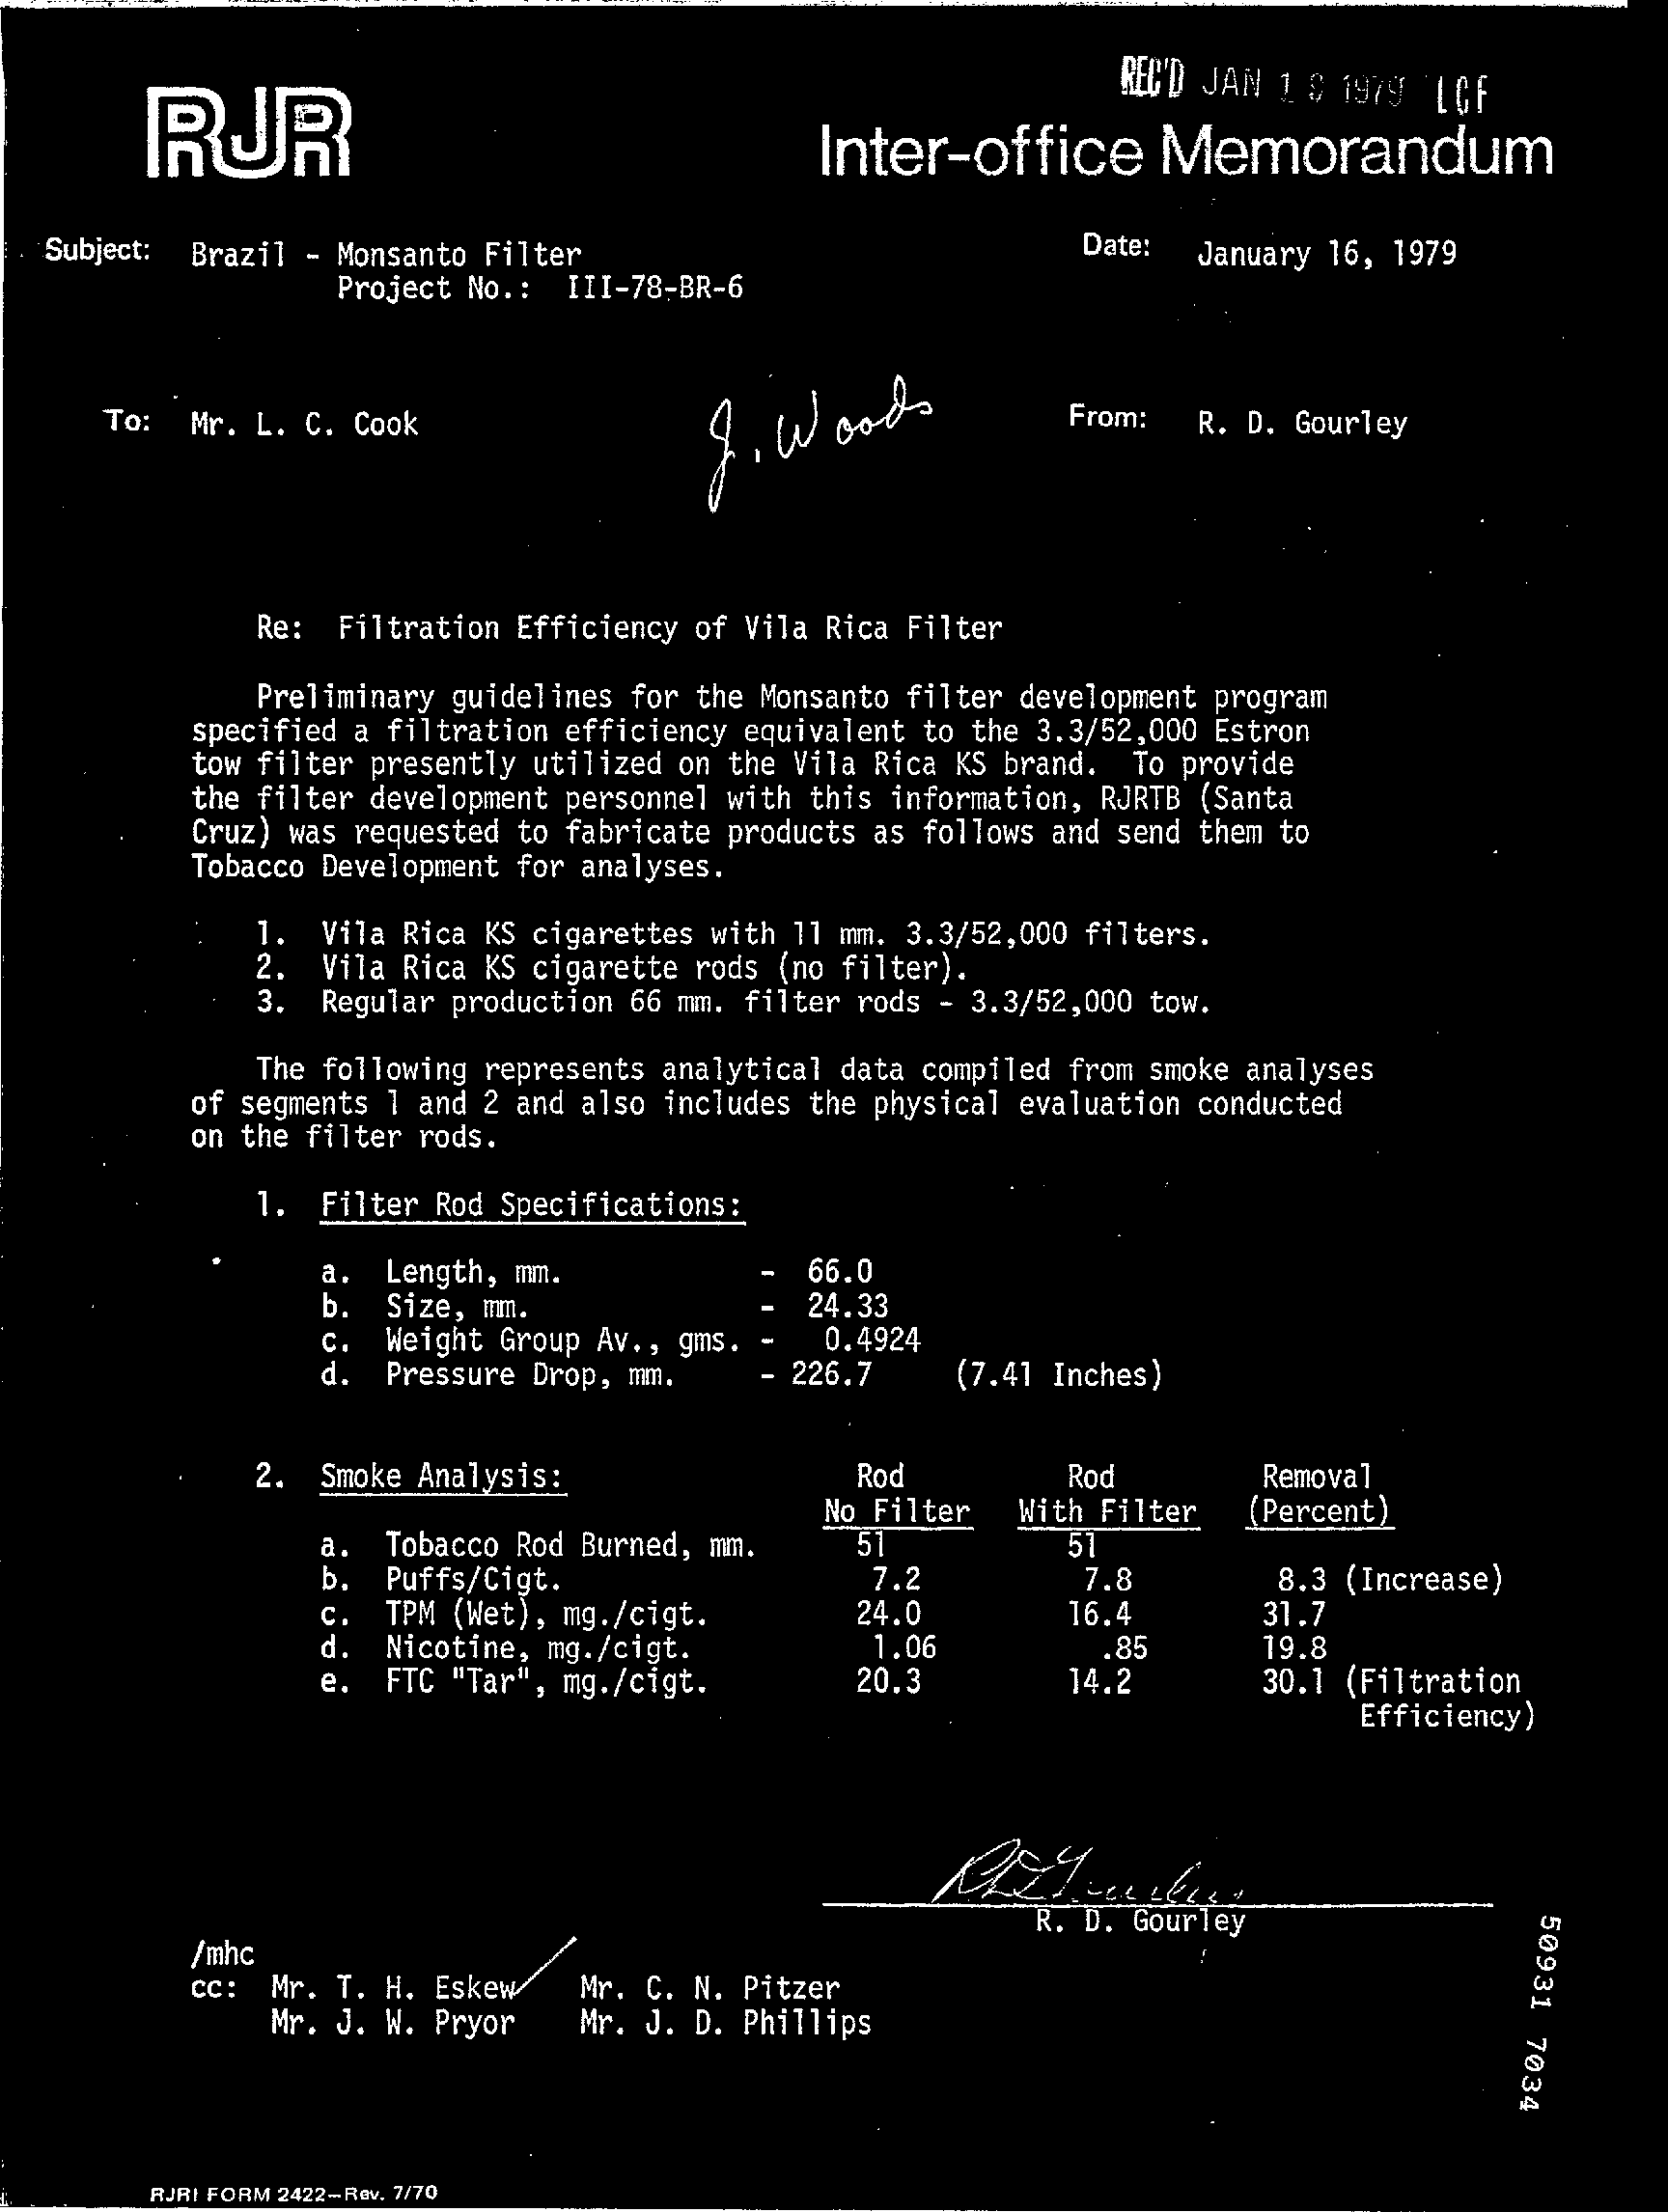 REC'D JAN 18 1979 LCF
RJR
Inter-office Memorandum
Subject: Brazil - Monsanto Filter Date: January 16, 1979
Project No.: III-78-BR-6
To: Mr. L. C. Cook J. Woods From: R. D. Gourley
Re: Filtration Efficiency of Vila Rica Filter
Preliminary guidelines for the Monsanto filter development program
specified a filtration efficiency equivalent to the 3.3/52,000 Estron
tow filter presently utilized on the Vila Rica KS brand. To provide
the filter development personnel with this information, RJRTB (Santa
Cruz) was requested to fabricate products as follows and send them to
Tobacco Development for analyses.
1. Vila Rica KS cigarettes with 11 mm. 3.3/52,000 filters.
2. Vila Rica KS cigarette rods (no filter).
3. Regular production 66 mm. filter rods - 3.3/52,000 tow.
The following represents analytical data compiled from smoke analyses
of segments 1 and 2 and also includes the physical evaluation conducted
on the filter rods.
1. Filter Rod Specifications:
a. Length, mm. - 66.0
b. Size, mm. - 24.33
c. Weight Group Av., gms. - 0.4924
d. Pressure Drop, mm. - 226.7 (7.41 Inches)
2. Smoke Analysis: Rod Rod Removal
No Filter With Filter (Percent)
a. Tobacco Rod Burned, mm. 51 51
b. Puffs/Cigt. 7.2 7.8 8.3 (Increase)
c. TPM (Wet), mg./cigt. 24.0 16.4 31.7
d. Nicotine, mg./cigt. 1.06 .85 19.8
e. FTC "Tar", mg./cigt. 20.3 14.2 30.1 (Filtration
Efficiency)
R. D. Gourley
/mhc
cc: Mr. T. H. Eskew Mr. C. N. Pitzer
Mr. J. W. Pryor Mr. J. D. Phillips
50931 7034
RJRI FORM 2422-Rev. 7/70